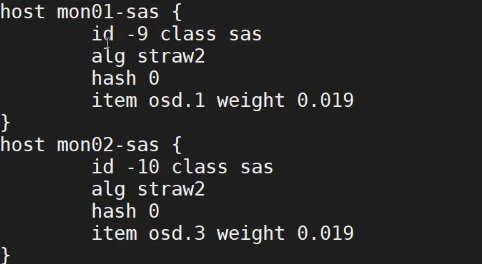 host mon01-sas {
        id -9 class sas
        alg straw2
        hash 0
        item osd.1 weight 0.019
}
host mon02-sas {
        id -10 class sas
        alg straw2
        hash 0
        item osd.3 weight 0.019
}